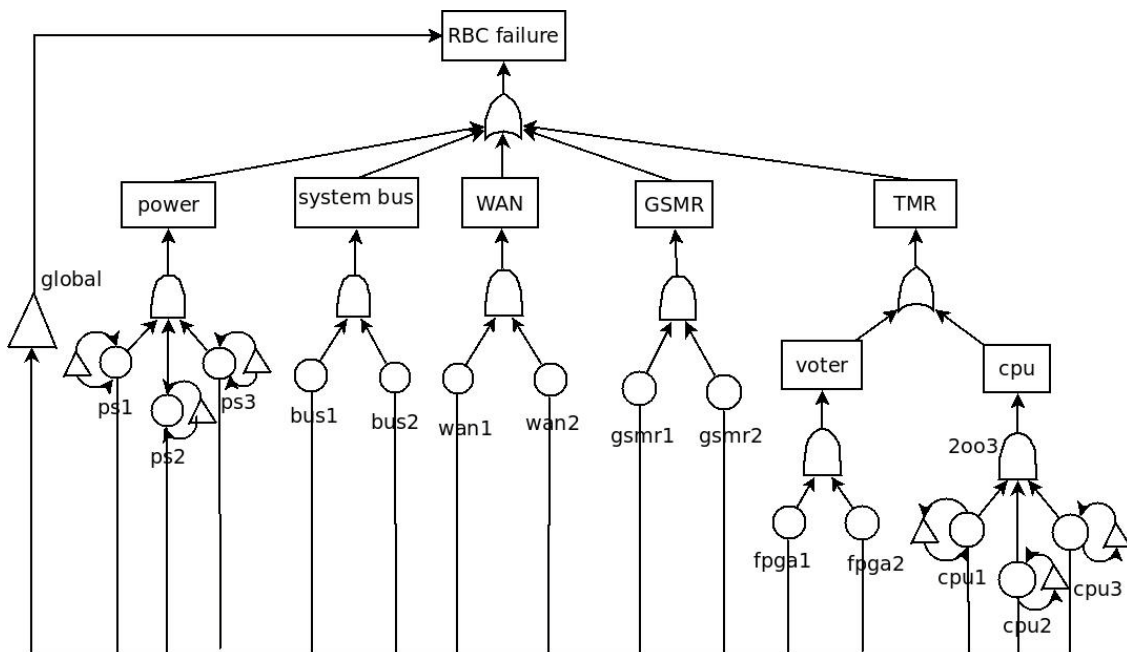 RBC failure
power
system bus
WAN
GSMR
TMR
global
voter
cpu
ps1
ps2
ps3
bus1
bus2
wan1
wan2
gsmr1
gsmr2
2oo3
fpga1
fpga2
cpu1
cpu2
cpu3